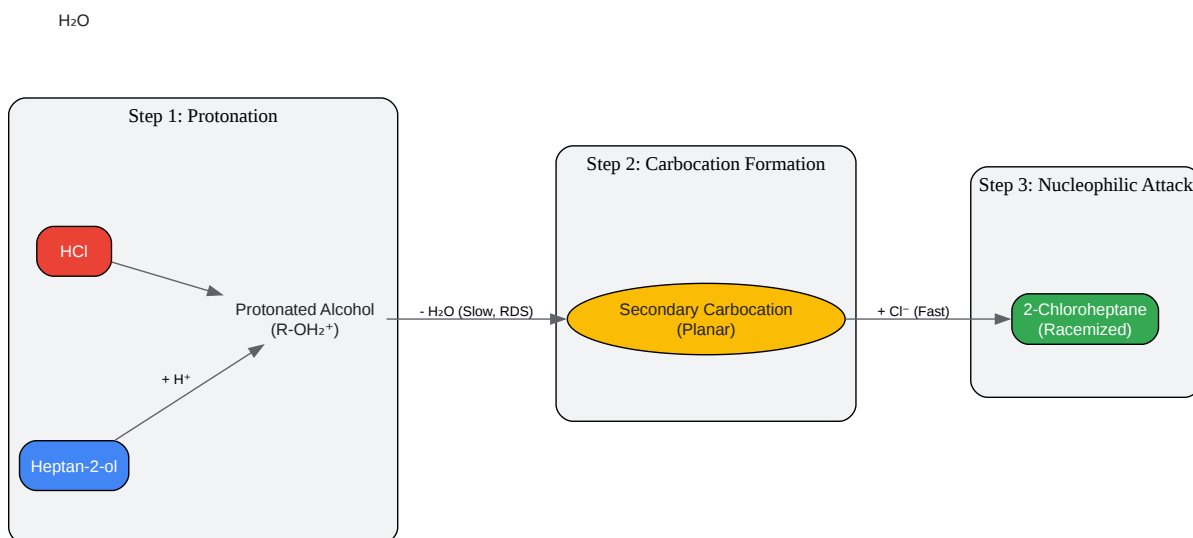 H₂O
Step 1: Protonation
HCl
Protonated Alcohol
(R-OH₂⁺)
+ H⁺
Heptan-2-ol
- H₂O (Slow, RDS)
Step 2: Carbocation Formation
Secondary Carbocation
(Planar)
+ Cl⁻ (Fast)
Step 3: Nucleophilic Attack
2-Chloroheptane
(Racemized)